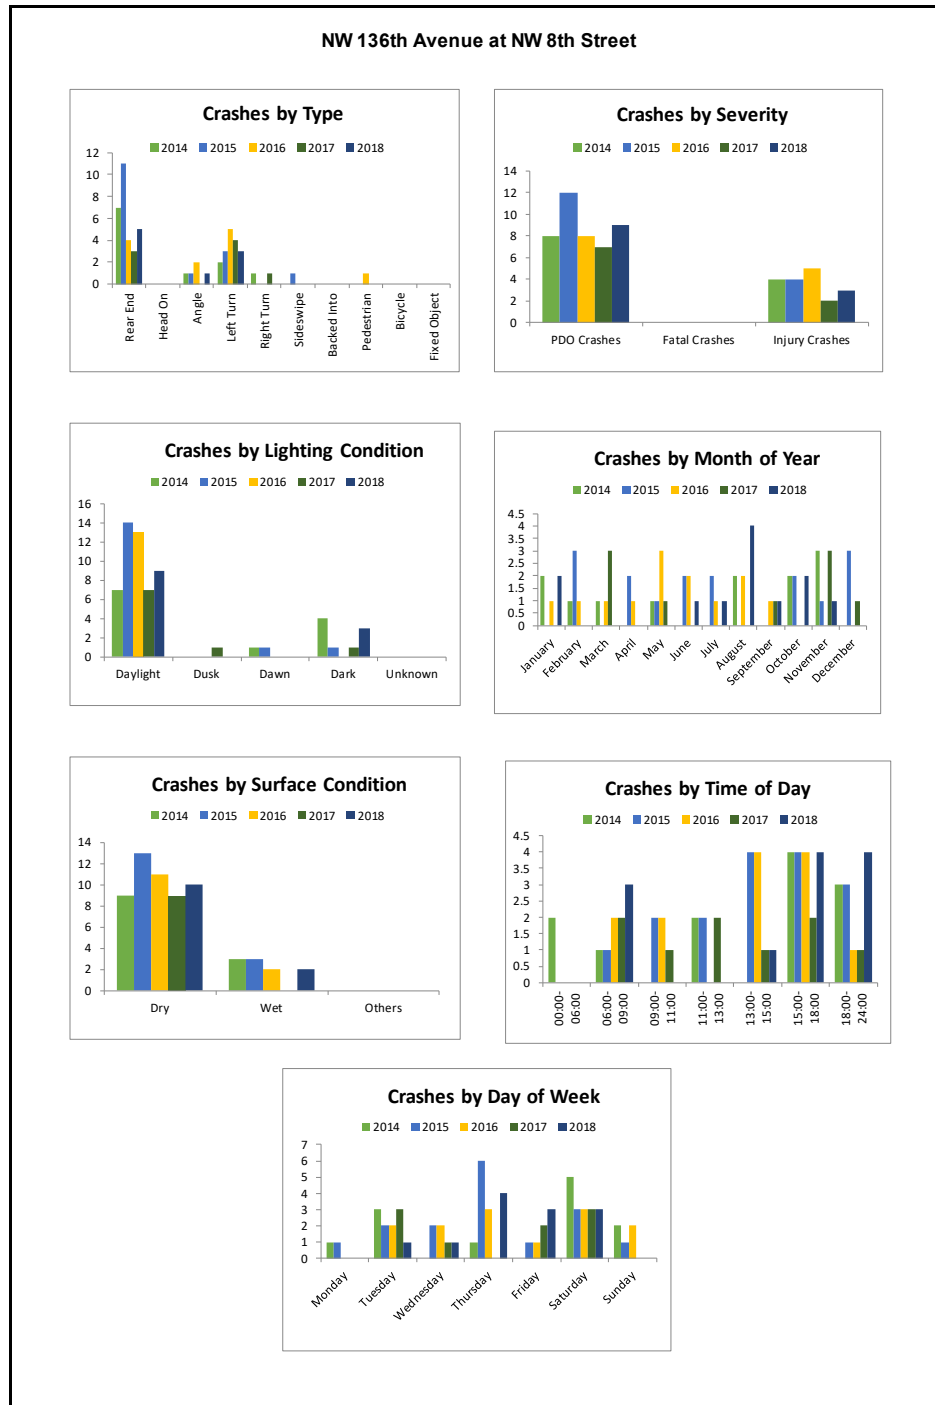 NW 136th Avenue at NW 8th Street
Crashes by Type
2014 2015 2016 2017 2018
12
10
8
6
4
2
0
Rear End
Head On
Angle
Left Turn
Right Turn
Sideswipe
Backed Into
Pedestrian
Bicycle
Fixed Object
Crashes by Severity
2014 2015 2016 2017 2018
14
12
10
8
6
4
2
0
PDO Crashes Fatal Crashes Injury Crashes
Crashes by Lighting Condition
2014 2015 2016 2017 2018
16
14
12
10
8
6
4
2
0
Daylight Dusk Dawn Dark Unknown
Crashes by Month of Year
2014 2015 2016 2017 2018
4.5
4
3.5
3
2.5
2
1.5
1
0.5
0
January
February
March
April
May
June
July
August
September
October
November
December
Crashes by Surface Condition
2014 2015 2016 2017 2018
14
12
10
8
6
4
2
0
Dry Wet Others
Crashes by Time of Day
2014 2015 2016 2017 2018
4.5
4
3.5
3
2.5
2
1.5
1
0.5
0
00:00-
06:00
06:00-
09:00
09:00-
11:00
11:00-
13:00
13:00-
15:00
15:00-
18:00
18:00-
24:00
Crashes by Day of Week
2014 2015 2016 2017 2018
7
6
5
4
3
2
1
0
Monday
Tuesday
Wednesday
Thursday
Friday
Saturday
Sunday